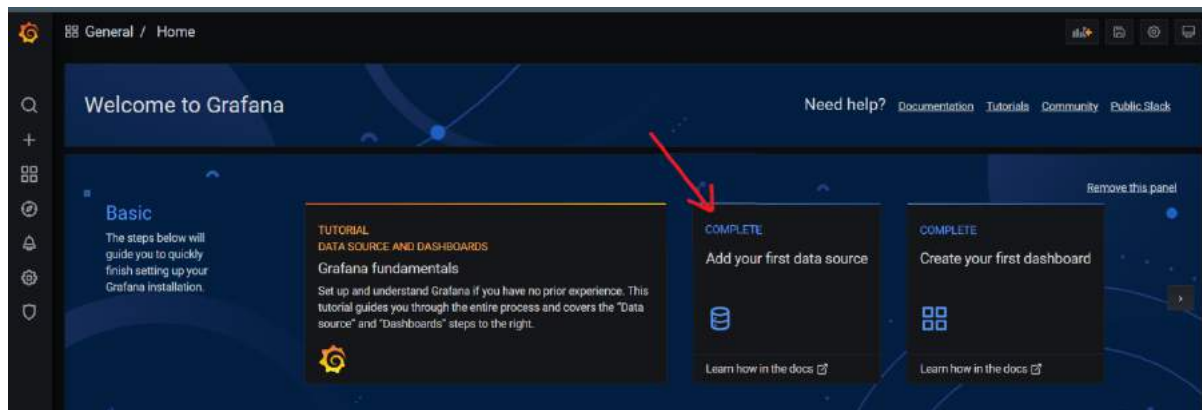 General / Home
Welcome to Grafana
Need help? Documentation Tutorials Community Public Slack
Remove this panel
Basic
The steps below will
guide you to quickly
finish setting up your
Grafana installation.
TUTORIAL
DATA SOURCE AND DASHBOARDS
Grafana fundamentals
Set up and understand Grafana if you have no prior experience. This
tutorial guides you through the entire process and covers the "Data
source" and "Dashboards" steps to the right.
COMPLETE
Add your first data source
Learn how in the docs
COMPLETE
Create your first dashboard
Learn how in the docs